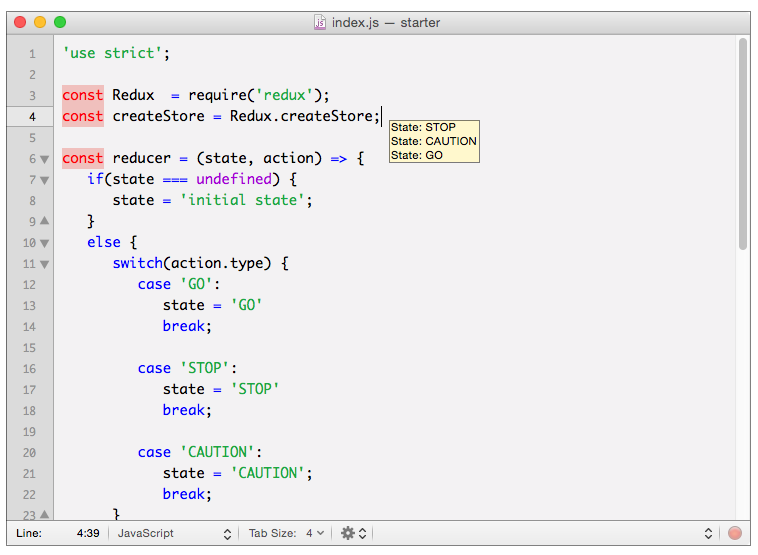 index.js — starter
1 'use strict';
2
3 const Redux  = require('redux');
4 const createStore = Redux.createStore;
State: STOP
State: CAUTION
State: GO
5
6 const reducer = (state, action) => {
7    if(state === undefined) {
8       state = 'initial state';
9    }
10    else {
11       switch(action.type) {
12          case 'GO':
13             state = 'GO'
14             break;
15
16          case 'STOP':
17             state = 'STOP'
18             break;
19
20          case 'CAUTION':
21             state = 'CAUTION';
22             break;
23       }
Line: 4:39 JavaScript Tab Size: 4